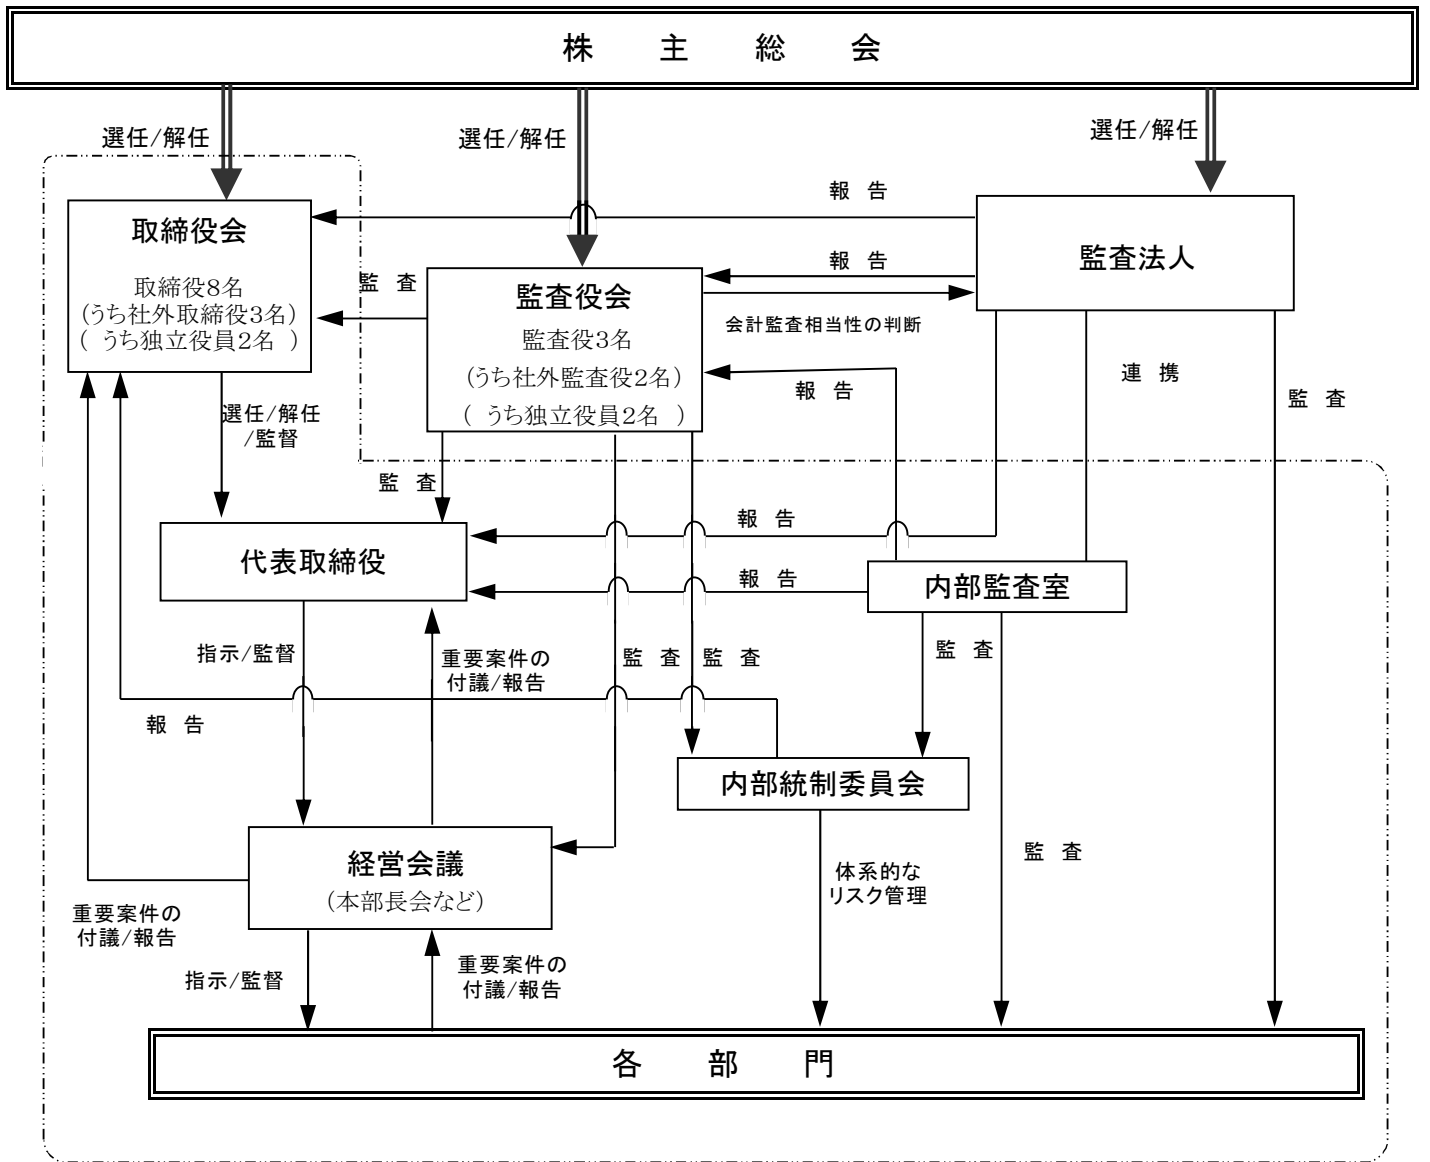 株　主　総　会
選任/解任
選任/解任
選任/解任
報　告
取締役会
取締役8名
(うち社外取締役3名)
(　うち独立役員2名　)
監　査
監査役会
監査役3名
(うち社外監査役2名)
(　うち独立役員2名　)
報　告
会計監査相当性の判断
監査法人
報　告
連　携
監　査
選任/解任
/監督
監　査
報　告
代表取締役
報　告
内部監査室
指示/監督
重要案件の
付議/報告
監　査
監　査
監　査
報　告
内部統制委員会
経営会議
(本部長会など)
体系的な
リスク管理
監　査
重要案件の
付議/報告
指示/監督
重要案件の
付議/報告
各　部　門